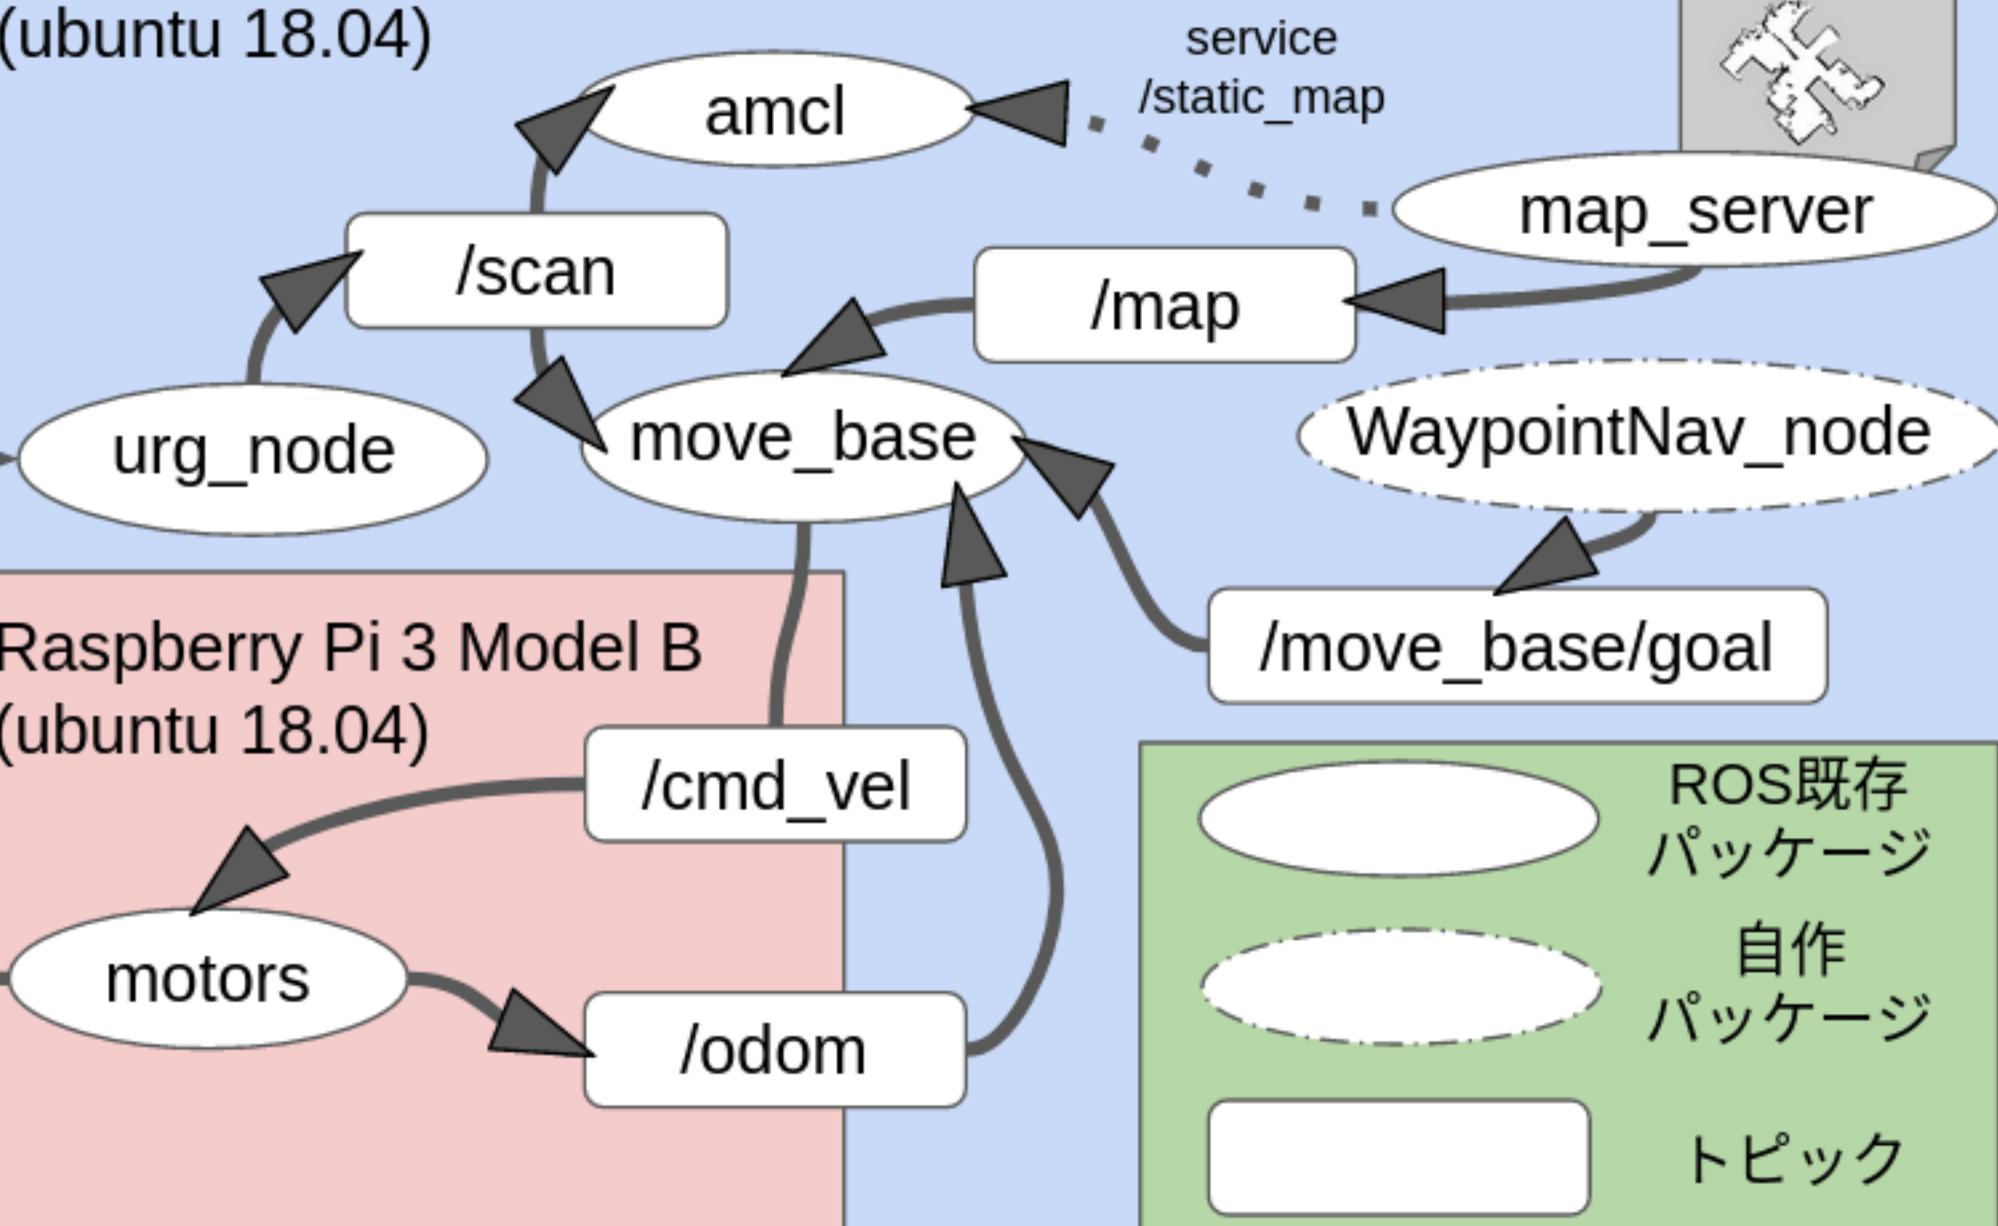 (ubuntu 18.04)
service
/static_map
amcl
map_server
/scan
/map
urg_node
move_base
WaypointNav_node
Raspberry Pi 3 Model B
(ubuntu 18.04)
/move_base/goal
/cmd_vel
motors
/odom
ROS既存
パッケージ
自作
パッケージ
トピック